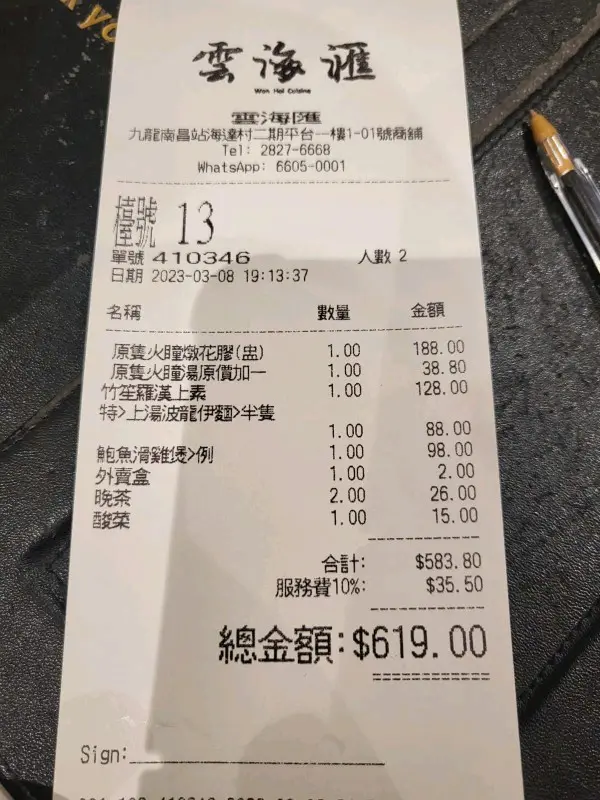 雲海滙
Wan Hoi Cuisine
雲海匯
九龍南昌站海達村二期平台一樓1-01號商舖
Tel: 2827-6668
WhatsApp: 6605-0001
檯號 13
單號 410346 人數 2
日期 2023-03-08 19:13:37
名稱 數量 金額
原隻火瞳燉花膠(盅) 1.00 188.00
原隻火瞳湯原價加一 1.00 38.80
竹笙羅漢上素 1.00 128.00
特>上湯波龍伊麵>半隻
1.00 88.00
鮑魚滑雞煲>例 1.00 98.00
外賣盒 1.00 2.00
晚茶 2.00 26.00
酸菜 1.00 15.00
合計: $583.80
服務費10%: $35.50
總金額: $619.00
Sign: